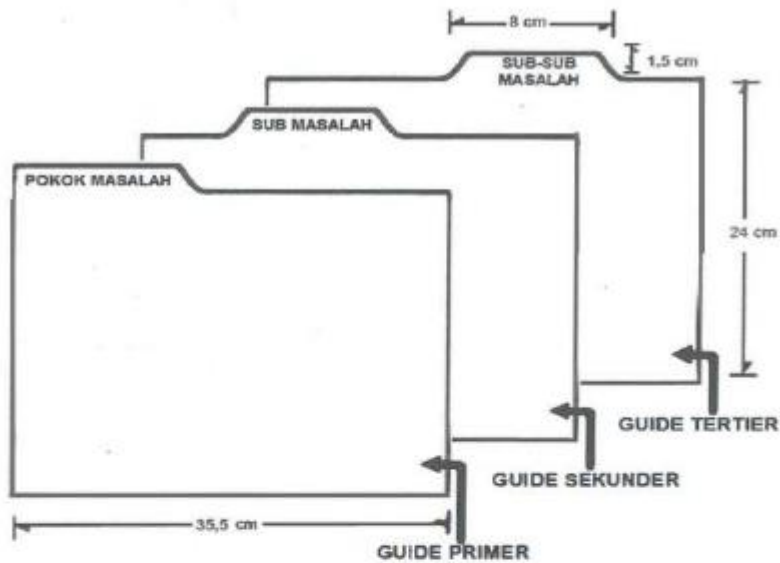 8 cm
SUB-SUB
MASALAH
1,5 cm
SUB MASALAH
POKOK MASALAH
24 cm
GUIDE TERTIER
GUIDE SEKUNDER
35,5 cm
GUIDE PRIMER